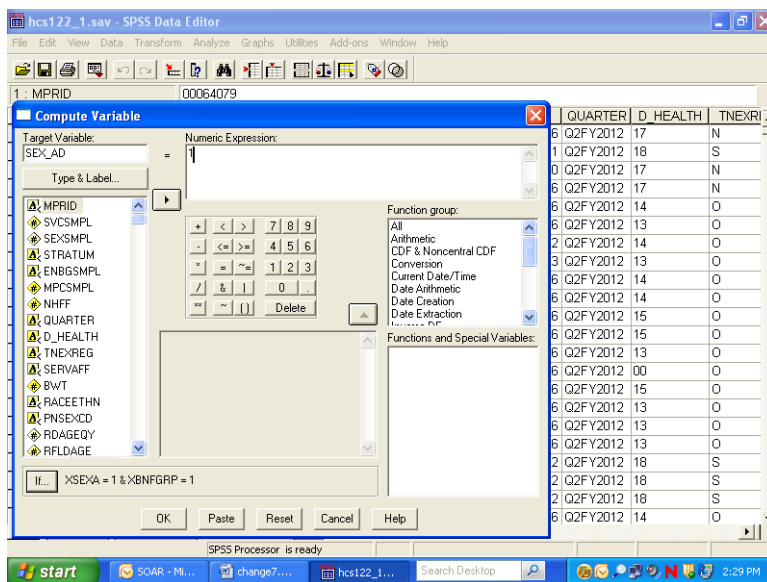 hcs122_1.sav - SPSS Data Editor
File Edit View Data Transform Analyze Graphs Utilities Add-ons Window Help
1 : MPRID 00064079
Compute Variable
Target Variable:
SEX_AD
=
Numeric Expression:
1
Type & Label...
MPRID
SVCSMPL
SEXSMPL
STRATUM
ENBGSMPL
MPCSMPL
NHFF
QUARTER
D_HEALTH
TNEXREG
SERVAFF
BWT
RACEETHN
PNSEXCD
RDAGEQY
RFLDAGE
+ < > 7 8 9
- <= >= 4 5 6
* = ~= 1 2 3
/ & | 0 .
** ~ () Delete
Function group:
All
Arithmetic
CDF & Noncentral CDF
Conversion
Current Date/Time
Date Arithmetic
Date Creation
Date Extraction
Functions and Special Variables:
If... XSEXA = 1 & XBNFGRP = 1
OK Paste Reset Cancel Help
QUARTER D_HEALTH TNEXRE
6 Q2FY2012 17 N
1 Q2FY2012 18 S
0 Q2FY2012 17 N
6 Q2FY2012 17 N
6 Q2FY2012 14 O
6 Q2FY2012 13 O
2 Q2FY2012 14 O
3 Q2FY2012 13 O
6 Q2FY2012 14 O
6 Q2FY2012 14 O
6 Q2FY2012 15 O
6 Q2FY2012 15 O
6 Q2FY2012 13 O
6 Q2FY2012 00 O
6 Q2FY2012 15 O
6 Q2FY2012 13 O
6 Q2FY2012 13 O
6 Q2FY2012 13 O
2 Q2FY2012 18 S
2 Q2FY2012 18 S
2 Q2FY2012 18 S
6 Q2FY2012 14 O
SPSS Processor is ready
start SOAR - Mi... change7.... hcs122_1... Search Desktop 2:29 PM